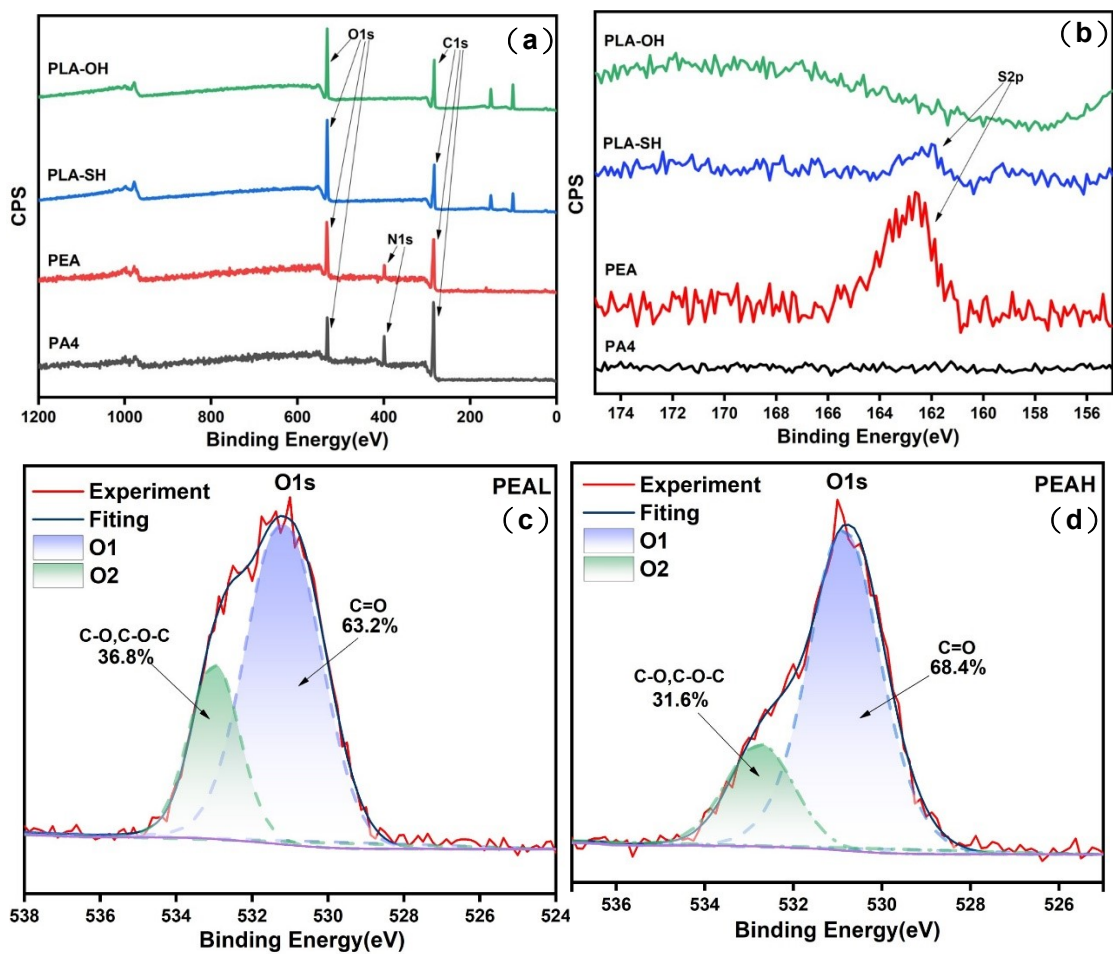 (a)
O1s
C1s
PLA-OH
PLA-SH
PEA
N1s
PA4
CPS
1200 1000 800 600 400 200 0
Binding Energy(eV)
(b)
PLA-OH
S2p
PLA-SH
PEA
PA4
CPS
174 172 170 168 166 164 162 160 158 156
Binding Energy(eV)
Experiment
Fiting
O1
O2
O1s
PEAL
(c)
C=O
63.2%
C-O,C-O-C
36.8%
538 536 534 532 530 528 526 524
Binding Energy(eV)
Experiment
Fiting
O1
O2
O1s
PEAH
(d)
C=O
68.4%
C-O,C-O-C
31.6%
536 534 532 530 528 526
Binding Energy(eV)